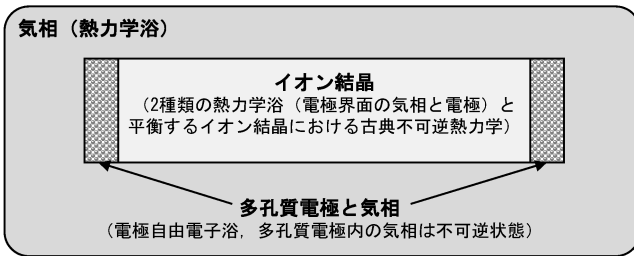 気相（熱力学浴）
イオン結晶
（2種類の熱力学浴（電極界面の気相と電極）と
平衡するイオン結晶における古典不可逆熱力学）
多孔質電極と気相
（電極自由電子浴，多孔質電極内の気相は不可逆状態）